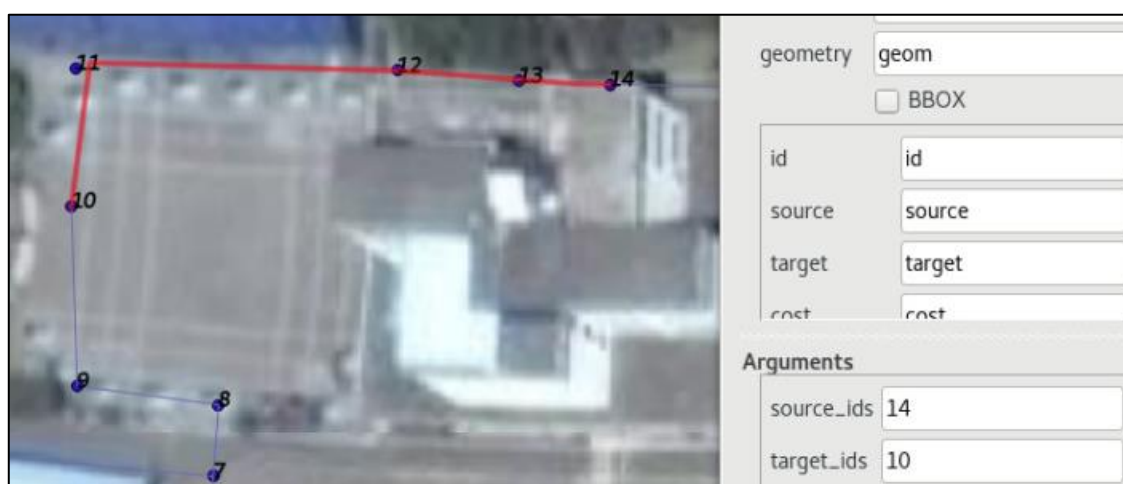 11
12
13
14
10
9
8
7
geometry geom
BBOX
id id
source source
target target
cost cost
Arguments
source_ids 14
target_ids 10